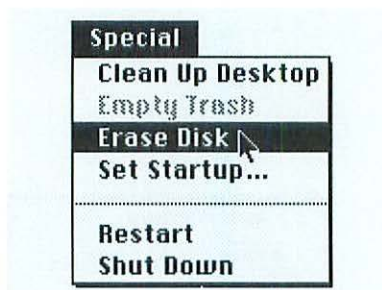 Special
Clean Up Desktop
Empty Trash
Erase Disk
Set Startup...
Restart
Shut Down